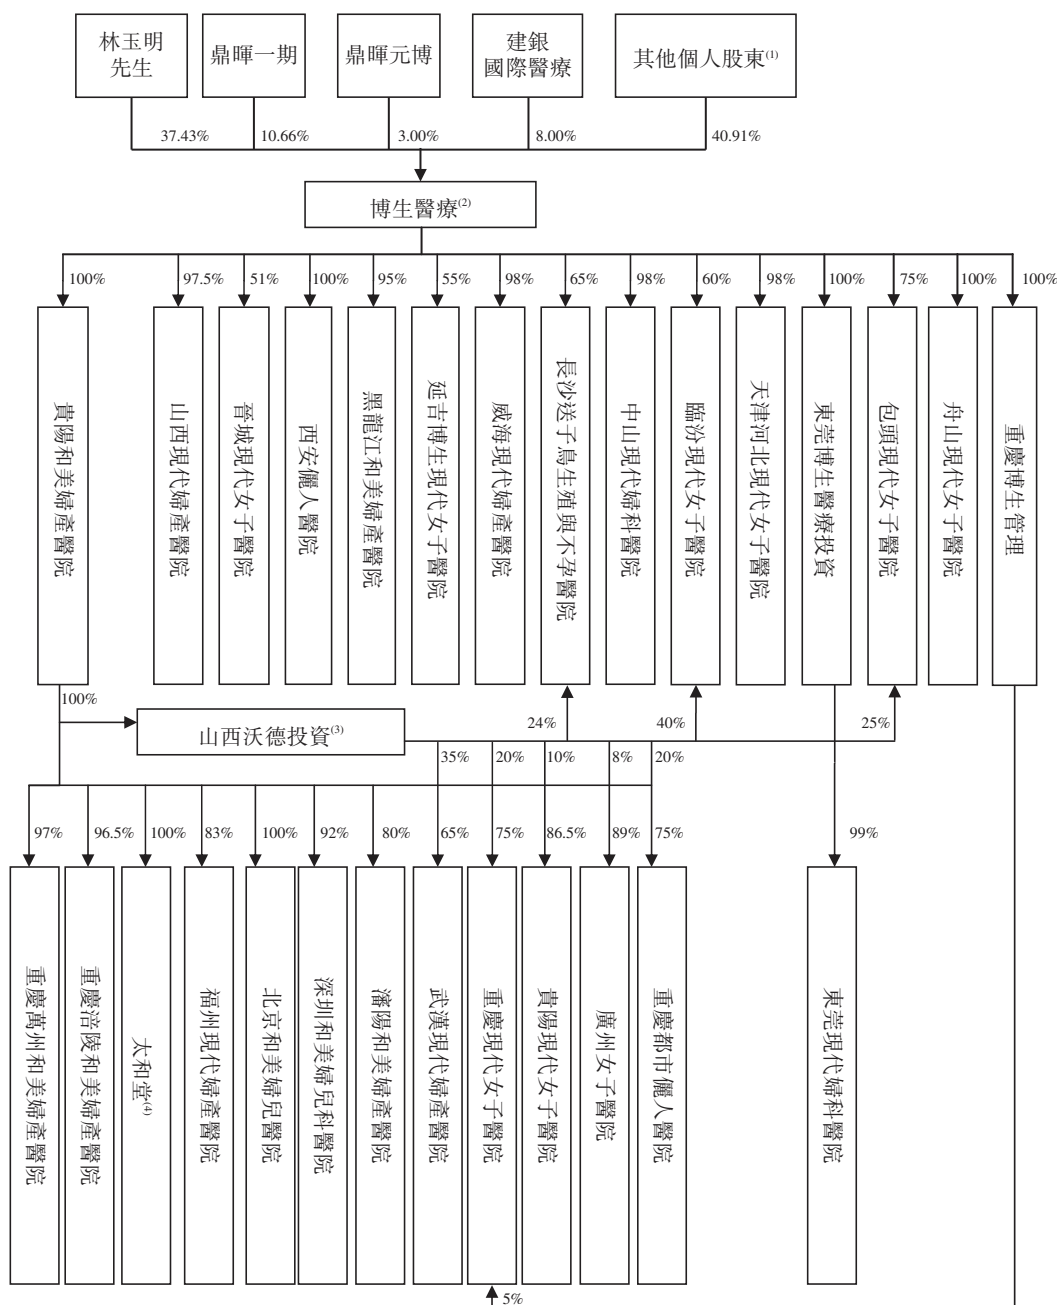 林玉明
先生
鼎暉一期
鼎暉元博
建銀
國際醫療
其他個人股東(1)
37.43%
10.66%
3.00%
8.00%
40.91%
博生醫療(2)
100%
97.5%
51%
100%
95%
55%
98%
65%
98%
60%
98%
100%
75%
100%
100%
貴陽和美婦產醫院
山西現代婦產醫院
晉城現代女子醫院
西安儷人醫院
黑龍江和美婦產醫院
延吉博生現代女子醫院
威海現代婦產醫院
長沙送子鳥生殖與不孕醫院
中山現代婦科醫院
臨汾現代女子醫院
天津河北現代女子醫院
東莞博生醫療投資
包頭現代女子醫院
舟山現代女子醫院
重慶博生管理
100%
山西沃德投資(3)
24%
40%
25%
35%
20%
10%
8%
20%
97%
96.5%
100%
83%
100%
92%
80%
65%
75%
86.5%
89%
75%
99%
重慶萬州和美婦產醫院
重慶涪陵和美婦產醫院
太和堂(4)
福州現代婦產醫院
北京和美婦兒醫院
深圳和美婦兒科醫院
瀋陽和美婦產醫院
武漢現代婦產醫院
重慶現代女子醫院
貴陽現代女子醫院
廣州女子醫院
重慶都市儷人醫院
東莞現代婦科醫院
5%